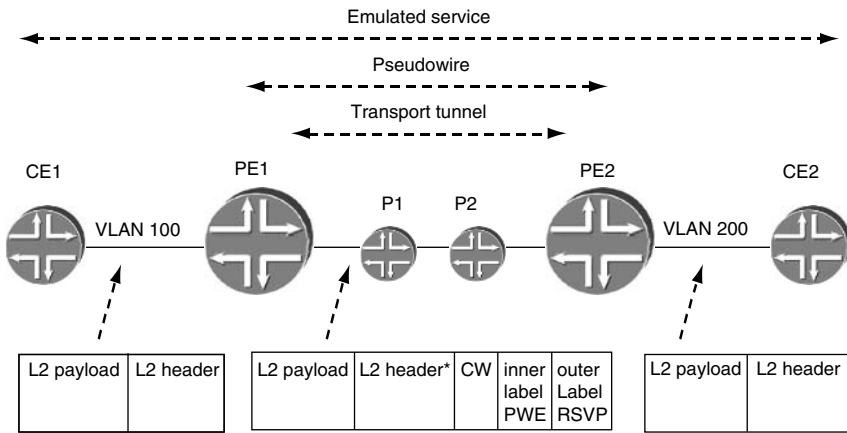 Emulated service
Pseudowire
Transport tunnel
CE1
PE1
P1
P2
PE2
CE2
VLAN 100
VLAN 200
L2 payload
L2 header
L2 payload
L2 header*
CW
inner
label
PWE
outer
Label
RSVP
L2 payload
L2 header